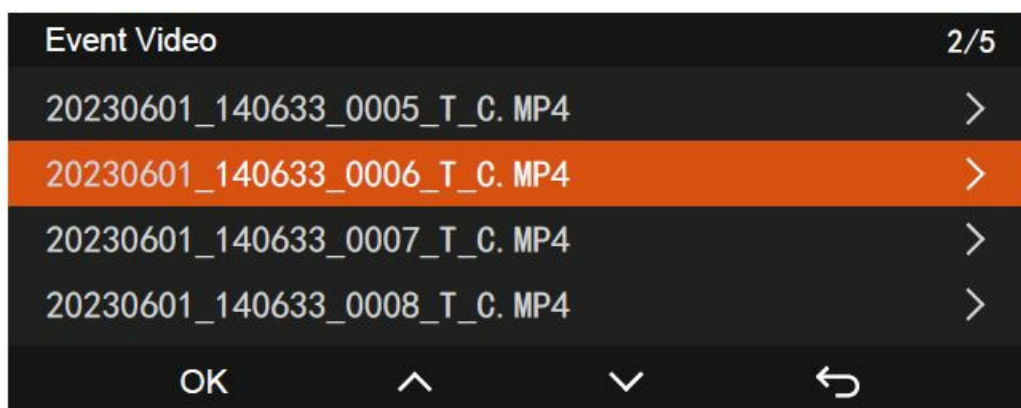 Event Video 2/5
20230601_140633_0005_T_C.MP4
20230601_140633_0006_T_C.MP4
20230601_140633_0007_T_C.MP4
20230601_140633_0008_T_C.MP4
OK